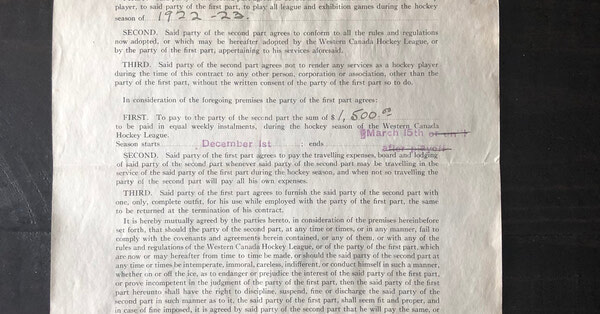 player, to said party of the first part, to play all league and exhibition games during the hockey
season of 1922-23.
SECOND. Said party of the second part agrees to conform to all the rules and regulations
now adopted, or which may be hereafter adopted by the Western Canada Hockey League, or
by the party of the first part, appertaining to his services aforesaid.
THIRD. Said party of the second part agrees not to render any services as a hockey player
during the time of this contract to any other person, corporation or association, other than the
party of the first part, without the written consent of the party of the first part so to do.
In consideration of the foregoing premises the party of the first part agrees:
FIRST. To pay to the party of the second part the sum of $1,500.00
to be paid in equal weekly instalments, during the hockey season of the Western Canada
Hockey League. March 15th or on
Season starts December 1st ; ends after playoff
SECOND. Said party of the first part agrees to pay the travelling expenses, board and lodging
of said party of the second part whenever said party of the second part may be travelling in the
service of the said party of the first part during the hockey season, and when not so travelling the
party of the second part will pay all his own expenses.
THIRD. Said party of the first part agrees to furnish the said party of the second part with
one, only, complete outfit, for his use while employed with the party of the first part, the same
to be returned at the termination of his contract.
It is hereby mutually agreed by the parties hereto, in consideration of the premises hereinbefore
set forth, that should the party of the second part, at any time or times, or in any manner, fail to
comply with the covenants and agreements herein contained, or any of them, or with any of the
rules and regulations of the Western Canada Hockey League, or of the party of the first part, which
are now or may hereafter from time to time be made, or should the said party of the second part at
any time or times be intemperate, immoral, careless, indifferent, or conduct himself in such a manner,
whether on or off the ice, as to endanger or prejudice the interest of the said party of the first part,
or prove incompetent in the judgment of the party of the first part, then the said party of the first
part hereunto shall have the right to discipline, suspend, fine or discharge the said party of the
second part in such manner as to it, the said party of the first part, shall seem fit and proper, and
in case of fine imposed, it is agreed by said party of the second part that he will pay the same, or